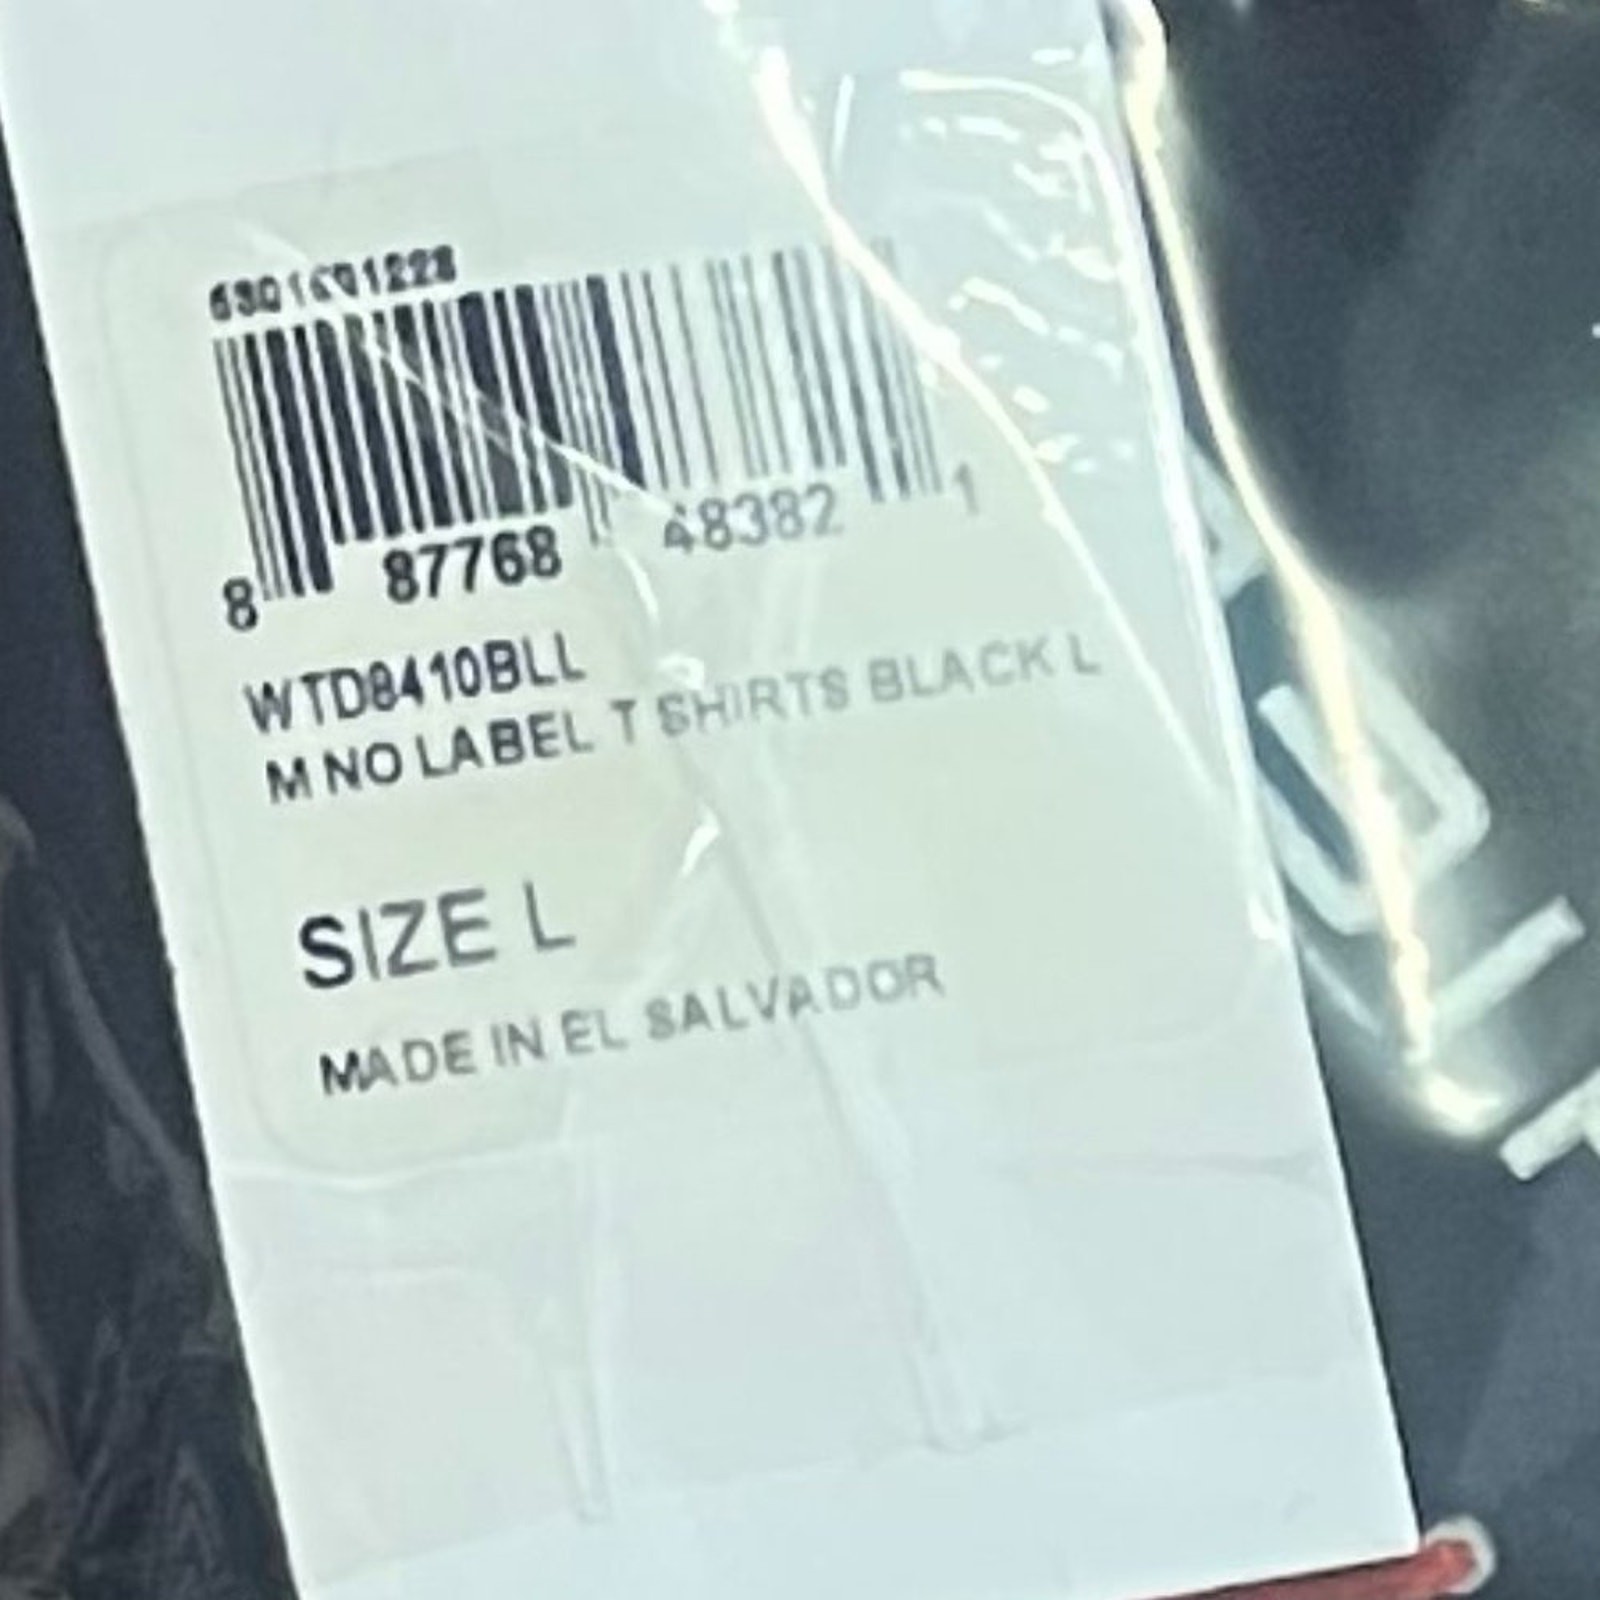 8 87768 48382 1
WTD8410BLL
M NO LABEL T SHIRTS BLACK L
SIZE L
MADE IN EL SALVADOR